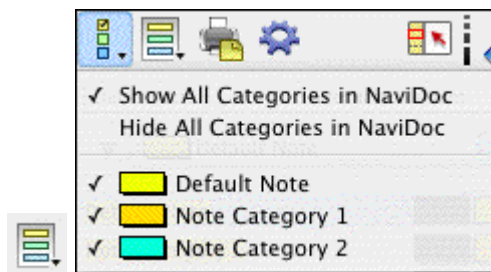 ✓ Show All Categories in NaviDoc
Hide All Categories in NaviDoc
✓ Default Note
✓ Note Category 1
✓ Note Category 2